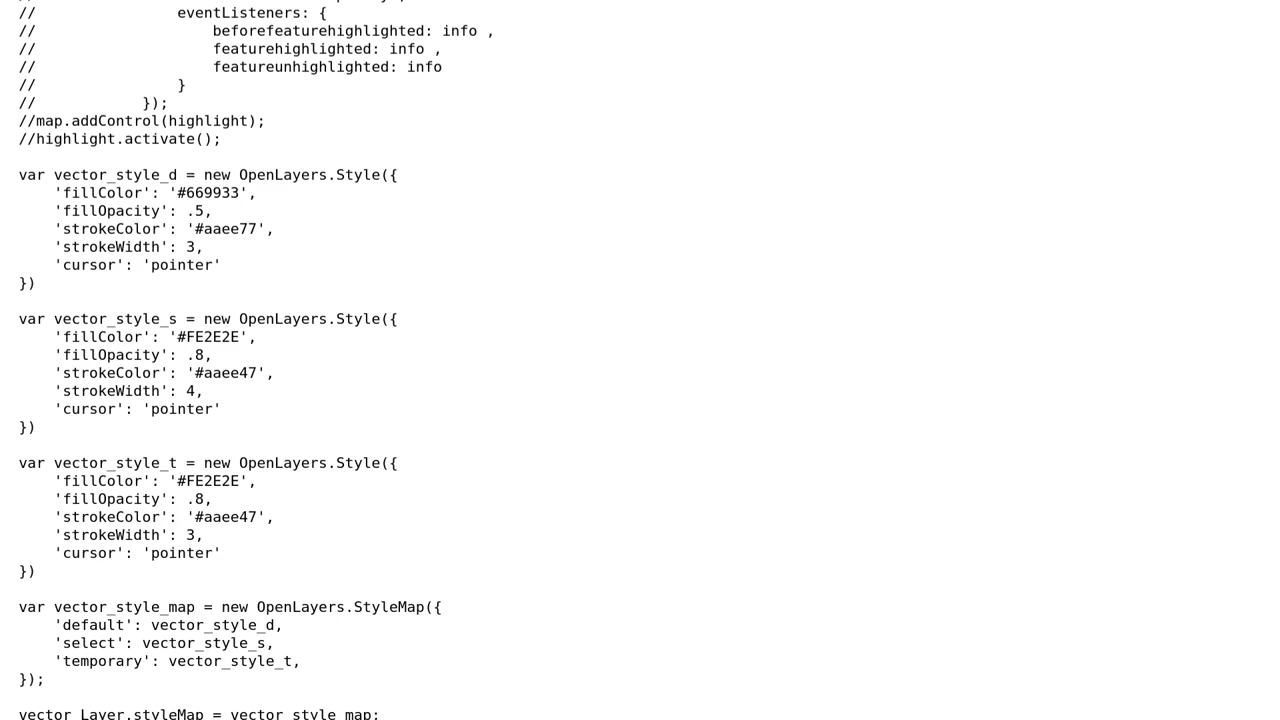 //                eventListeners: {
//                    beforefeaturehighlighted: info ,
//                    featurehighlighted: info ,
//                    featureunhighlighted: info
//                }
//            });
//map.addControl(highlight);
//highlight.activate();

var vector_style_d = new OpenLayers.Style({
    'fillColor': '#669933',
    'fillOpacity': .5,
    'strokeColor': '#aaee77',
    'strokeWidth': 3,
    'cursor': 'pointer'
})

var vector_style_s = new OpenLayers.Style({
    'fillColor': '#FE2E2E',
    'fillOpacity': .8,
    'strokeColor': '#aaee47',
    'strokeWidth': 4,
    'cursor': 'pointer'
})

var vector_style_t = new OpenLayers.Style({
    'fillColor': '#FE2E2E',
    'fillOpacity': .8,
    'strokeColor': '#aaee47',
    'strokeWidth': 3,
    'cursor': 'pointer'
})

var vector_style_map = new OpenLayers.StyleMap({
    'default': vector_style_d,
    'select': vector_style_s,
    'temporary': vector_style_t,
});

vector_Layer.styleMap = vector_style_map;